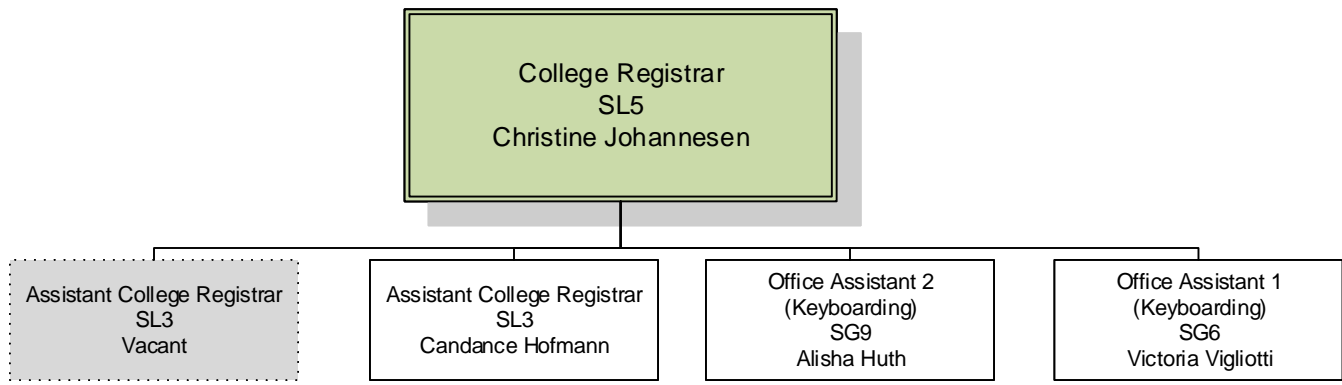 College Registrar
SL5
Christine Johannesen
Assistant College Registrar
SL3
Vacant
Assistant College Registrar
SL3
Candance Hofmann
Office Assistant 2
(Keyboarding)
SG9
Alisha Huth
Office Assistant 1
(Keyboarding)
SG6
Victoria Vigliotti